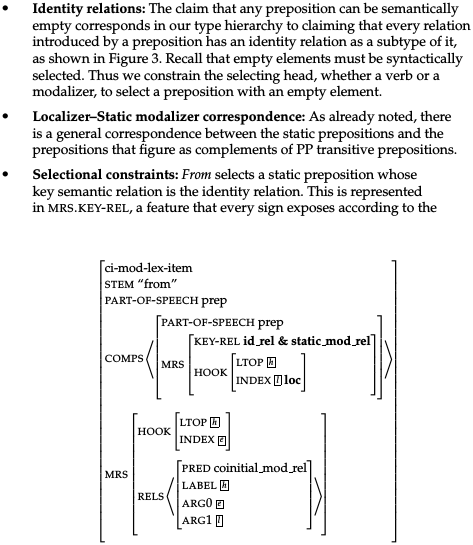 • Identity relations: The claim that any preposition can be semantically
empty corresponds in our type hierarchy to claiming that every relation
introduced by a preposition has an identity relation as a subtype of it,
as shown in Figure 3. Recall that empty elements must be syntactically
selected. Thus we constrain the selecting head, whether a verb or a
modalizer, to select a preposition with an empty element.
• Localizer–Static modalizer correspondence: As already noted, there
is a general correspondence between the static prepositions and the
prepositions that figure as complements of PP transitive prepositions.
• Selectional constraints: From selects a static preposition whose
key semantic relation is the identity relation. This is represented
in MRS.KEY-REL, a feature that every sign exposes according to the
ci-mod-lex-item
STEM “from”
PART-OF-SPEECH prep
PART-OF-SPEECH prep
KEY-REL id_rel & static_mod_rel
COMPS ⟨ MRS HOOK LTOP h
INDEX l loc ⟩
HOOK LTOP h
INDEX e
MRS
PRED coinitial_mod_rel
LABEL h
RELS ⟨ ARG0 e ⟩
ARG1 l